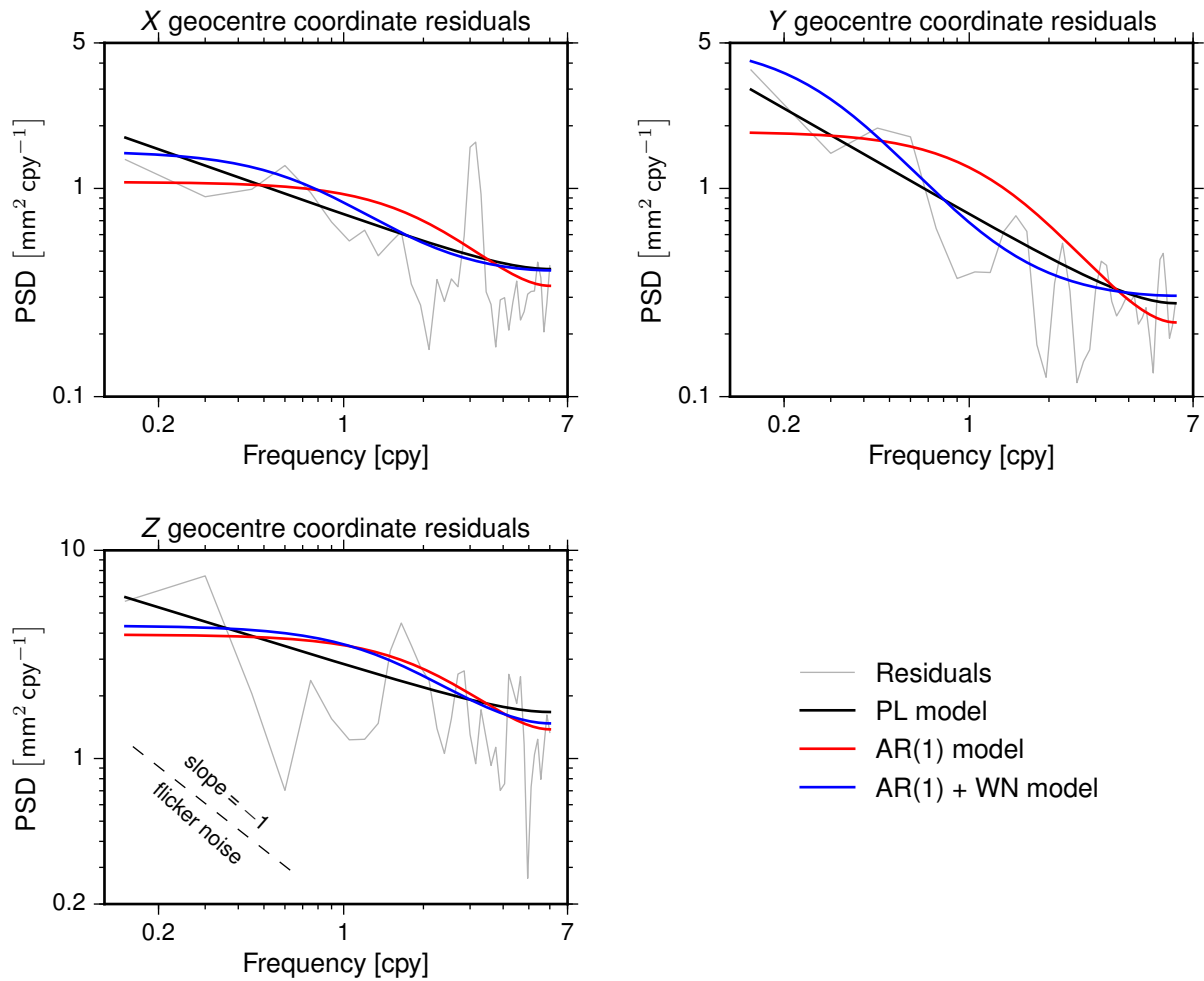 X geocentre coordinate residuals
5
1
0.1
PSD [mm² cpy⁻¹]
0.2
1
7
Frequency [cpy]
Y geocentre coordinate residuals
5
1
0.1
PSD [mm² cpy⁻¹]
0.2
1
7
Frequency [cpy]
Z geocentre coordinate residuals
10
1
0.2
PSD [mm² cpy⁻¹]
slope = −1
flicker noise
0.2
1
7
Frequency [cpy]
Residuals
PL model
AR(1) model
AR(1) + WN model